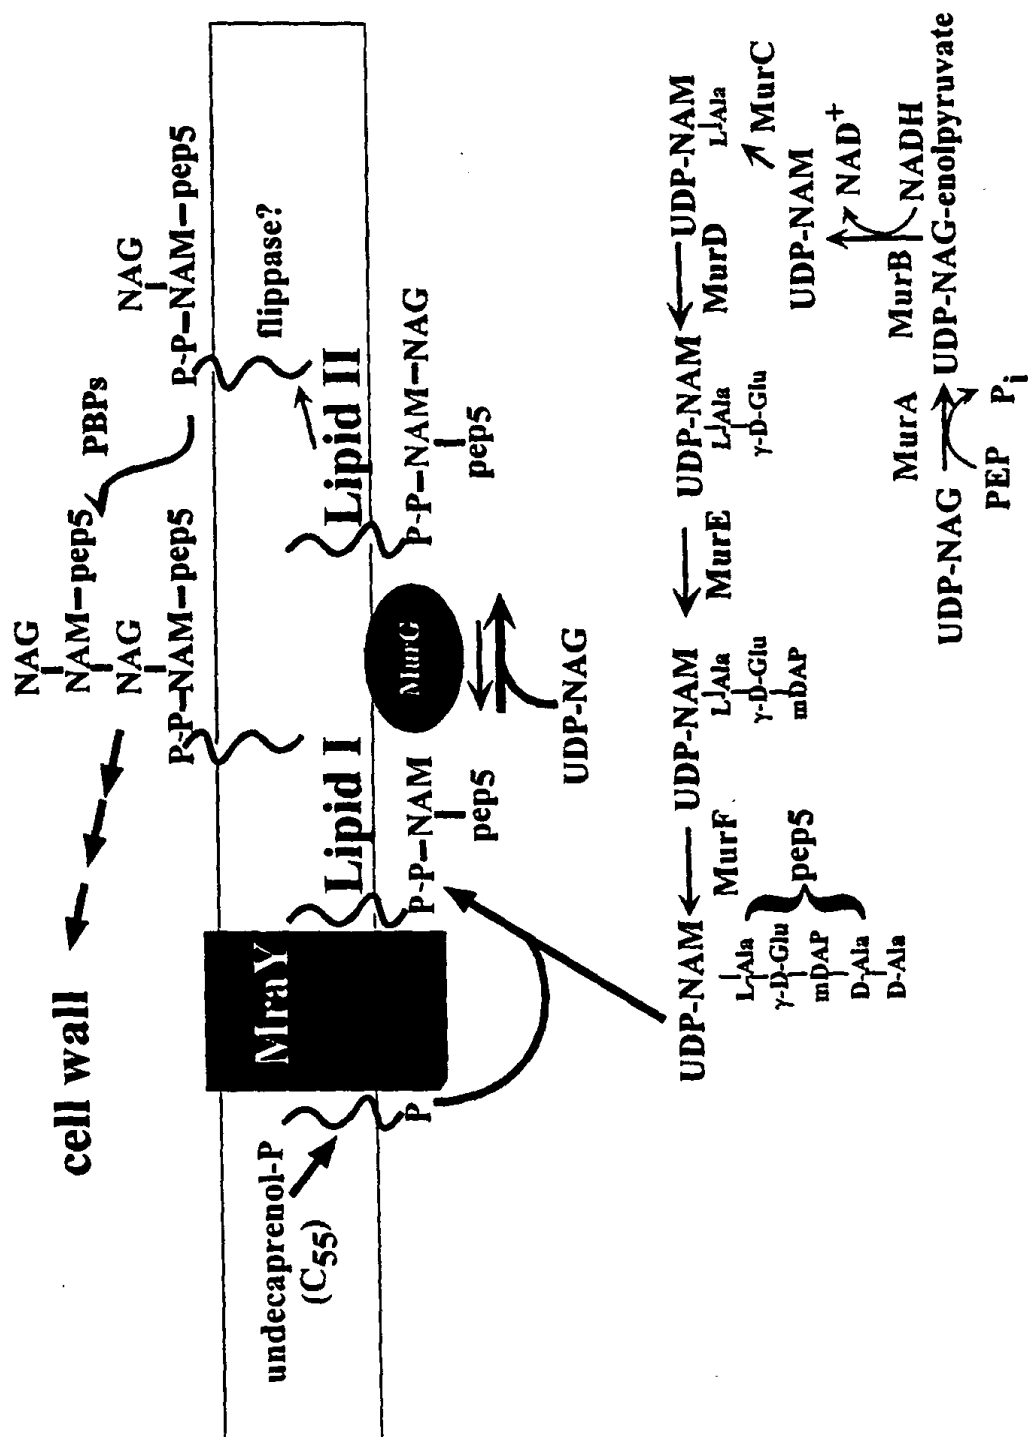 cell wall
NAG
NAM–pep5
NAG
P-P–NAM–pep5
PBPs
NAG
P-P–NAM–pep5
undecaprenol-P
(C55)
MraY
flippase?
Lipid I
Lipid II
P
P-P–NAM
pep5
MurG
P-P–NAM–NAG
pep5
UDP-NAG
UDP-NAM
L-Ala
γ-D-Glu
mDAP
D-Ala
D-Ala
pep5
MurF
UDP-NAM
L-Ala
γ-D-Glu
mDAP
MurE
UDP-NAM
L-Ala
γ-D-Glu
MurD
UDP-NAM
L-Ala
MurC
UDP-NAM
NAD+
MurB
NADH
UDP-NAG
MurA
UDP-NAG-enolpyruvate
PEP
Pi